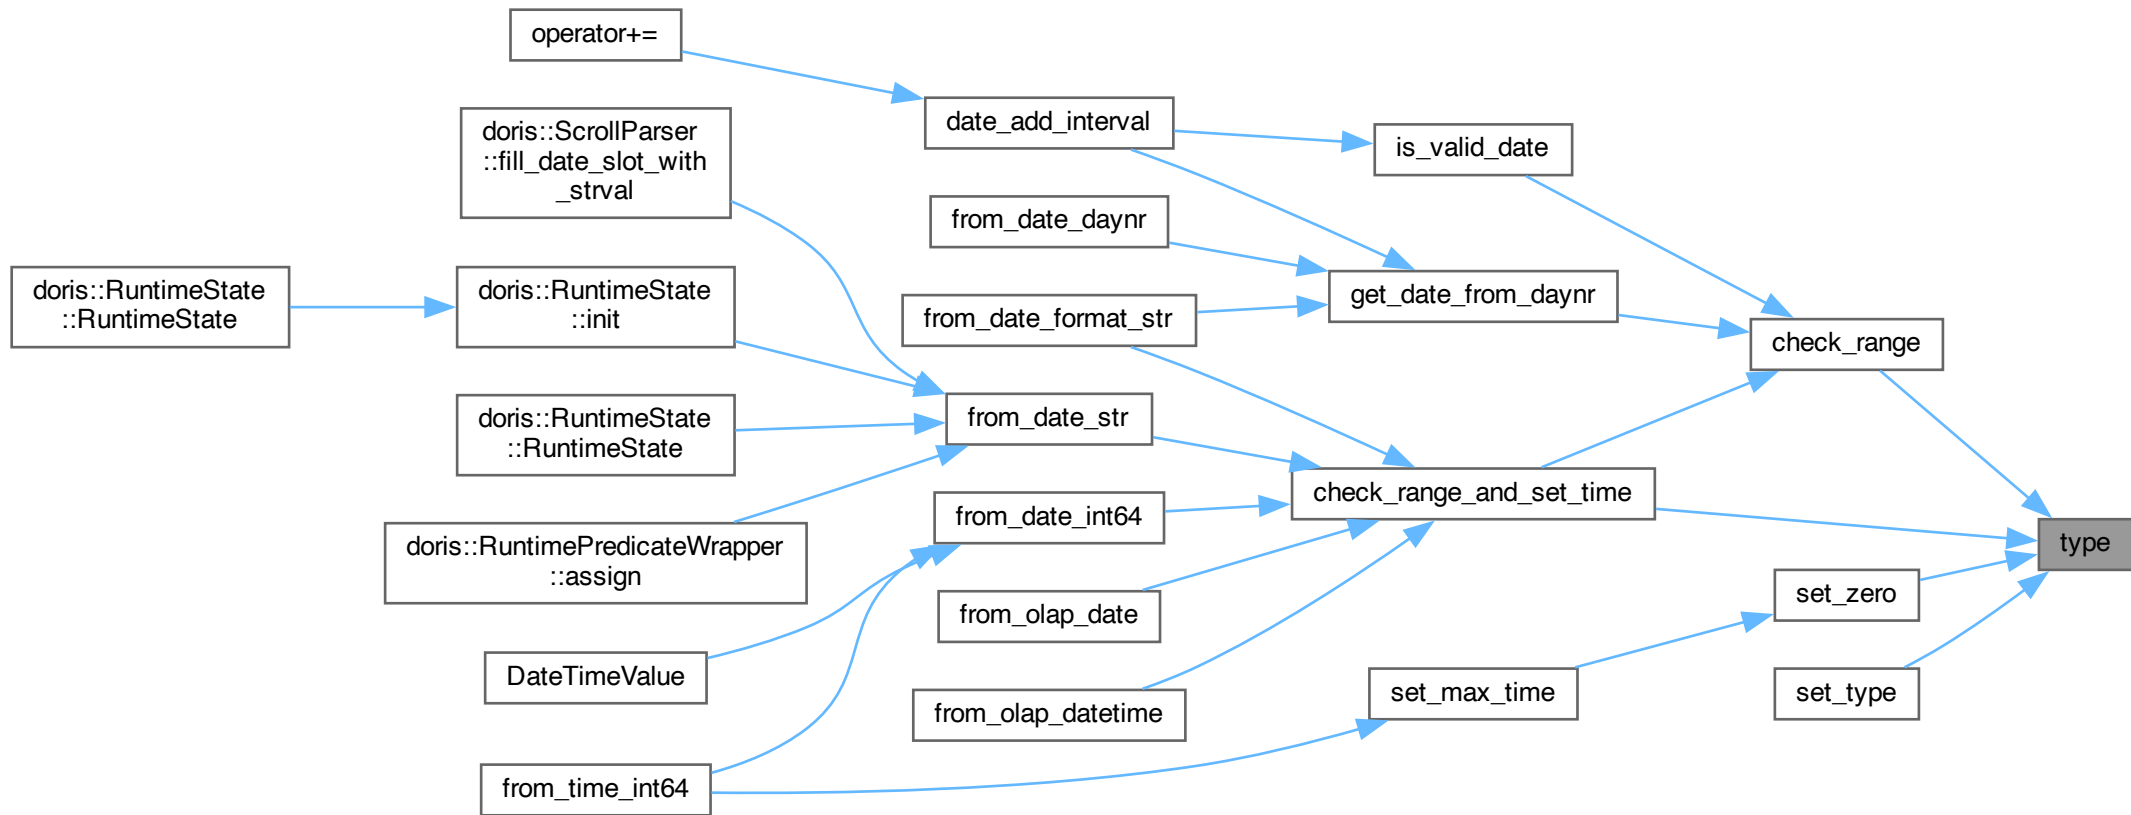 operator+=
doris::ScrollParser
::fill_date_slot_with
_strval
date_add_interval
is_valid_date
from_date_daynr
doris::RuntimeState
::RuntimeState
doris::RuntimeState
::init
from_date_format_str
get_date_from_daynr
check_range
doris::RuntimeState
::RuntimeState
from_date_str
check_range_and_set_time
from_date_int64
doris::RuntimePredicateWrapper
::assign
type
from_olap_date
set_zero
DateTimeValue
from_olap_datetime
set_max_time
set_type
from_time_int64